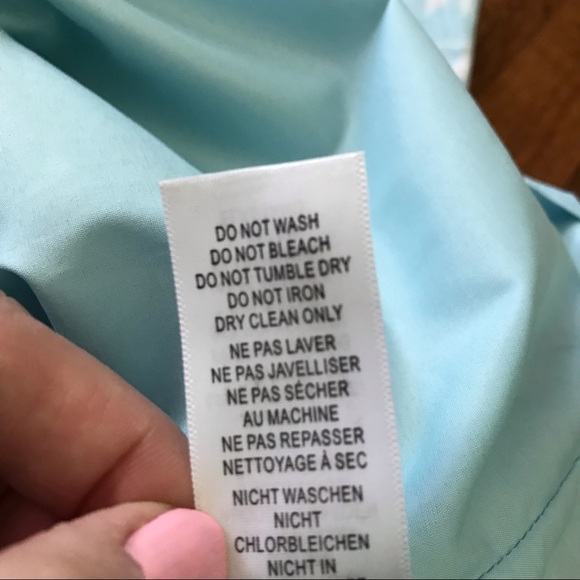 DO NOT WASH
DO NOT BLEACH
DO NOT TUMBLE DRY
DO NOT IRON
DRY CLEAN ONLY
NE PAS LAVER
NE PAS JAVELLISER
NE PAS SÉCHER
AU MACHINE
NE PAS REPASSER
NETTOYAGE À SEC
NICHT WASCHEN
NICHT
CHLORBLEICHEN
NICHT IN